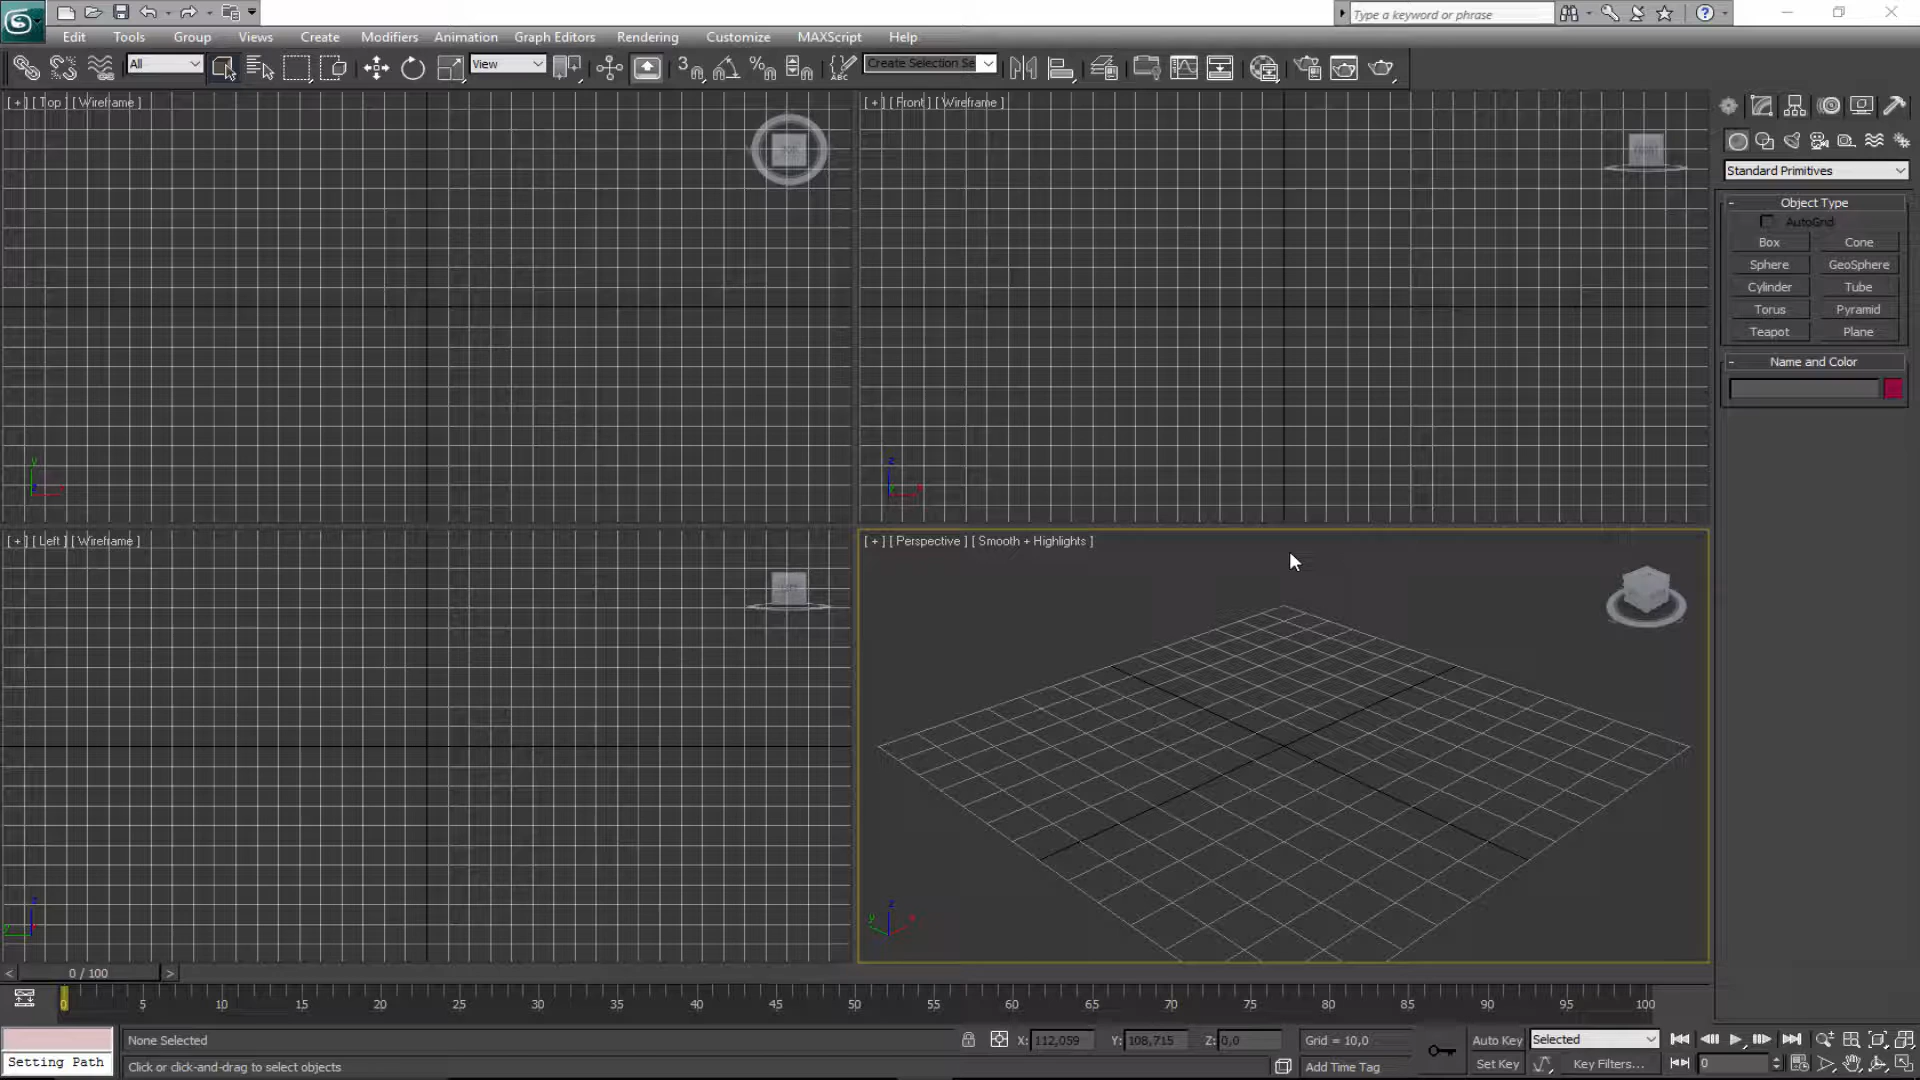 Type a keyword or phrase
Edit Tools Group Views Create Modifiers Animation Graph Editors Rendering Customize MAXScript Help
All View 3 Create Selection Se
[ + ] [ Top ] [ Wireframe ]
TOP
[ + ] [ Front ] [ Wireframe ]
FRONT
Standard Primitives
- Object Type
AutoGrid
Box Cone
Sphere GeoSphere
Cylinder Tube
Torus Pyramid
Teapot Plane
- Name and Color
[ + ] [ Left ] [ Wireframe ]
[ + ] [ Perspective ] [ Smooth + Highlights ]
< 0 / 100 >
0 5 10 15 20 25 30 35 40 45 50 55 60 65 70 75 80 85 90 95 100
None Selected X: 112,059 Y: 108,715 Z: 0,0 Grid = 10,0 Auto Key Selected
Setting Path Click or click-and-drag to select objects Add Time Tag Set Key Key Filters... 0